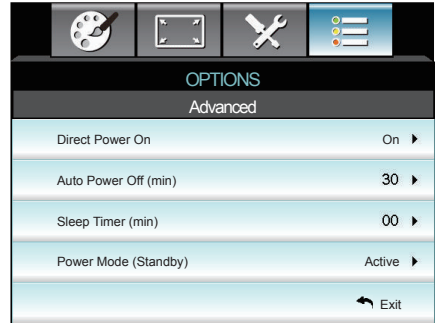 OPTIONS
Advanced
Direct Power On On
Auto Power Off (min) 30
Sleep Timer (min) 00
Power Mode (Standby) Active
Exit